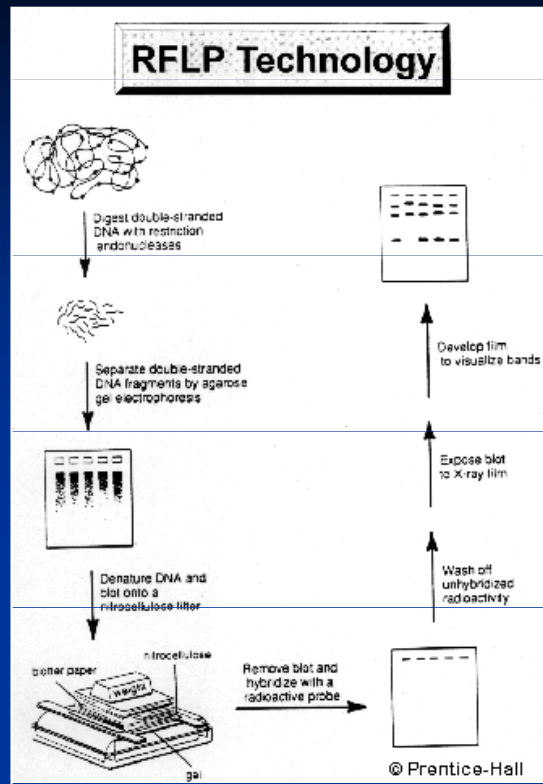 RFLP Technology
Digest double-stranded
DNA with restriction
endonucleases
Separate double-stranded
DNA fragments by agarose
gel electrophoresis
Denature DNA and
blot onto a
nitrocellulose filter
blotter paper
nitrocellulose
weight
gel
Remove blot and
hybridize with a
radioactive probe
Wash off
unhybridized
radioactivity
Expose blot
to X-ray film
Develop film
to visualize bands
© Prentice-Hall